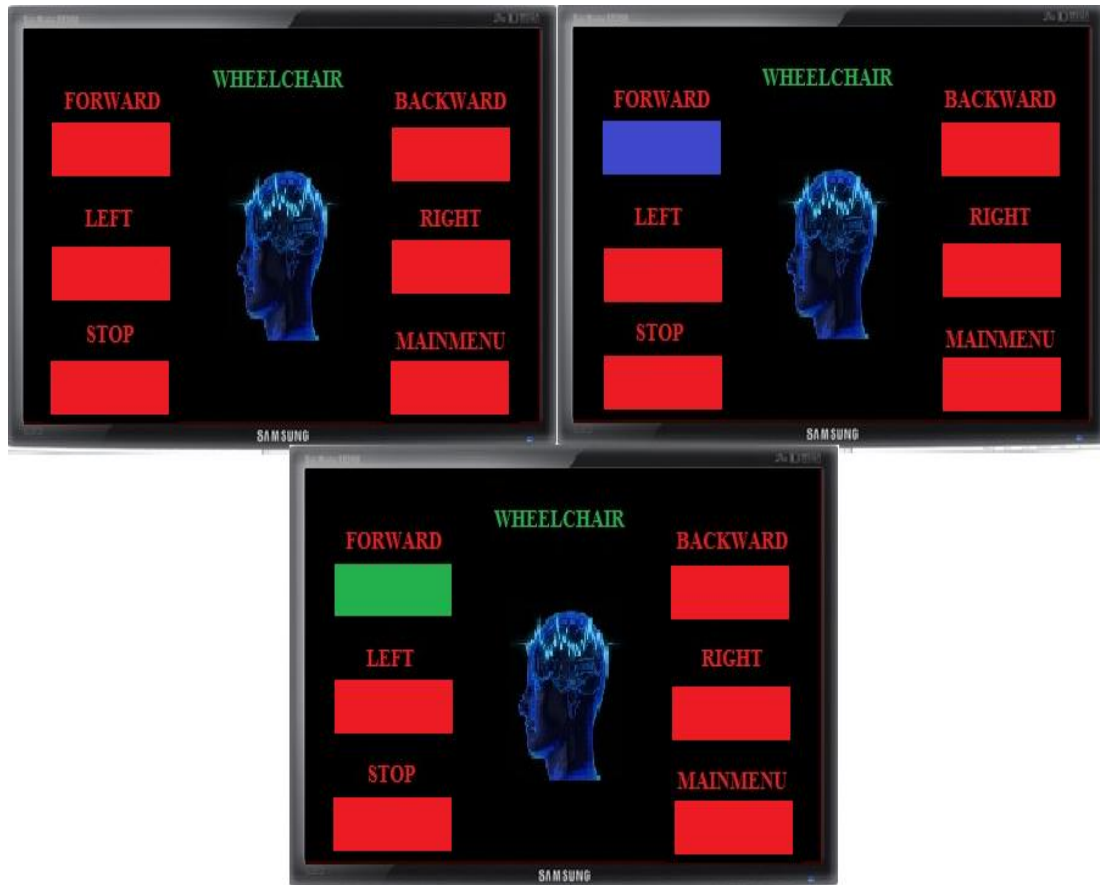 WHEELCHAIR
FORWARD
BACKWARD
LEFT
RIGHT
STOP
MAINMENU
SAMSUNG
WHEELCHAIR
FORWARD
BACKWARD
LEFT
RIGHT
STOP
MAINMENU
SAMSUNG
WHEELCHAIR
FORWARD
BACKWARD
LEFT
RIGHT
STOP
MAINMENU
SAMSUNG